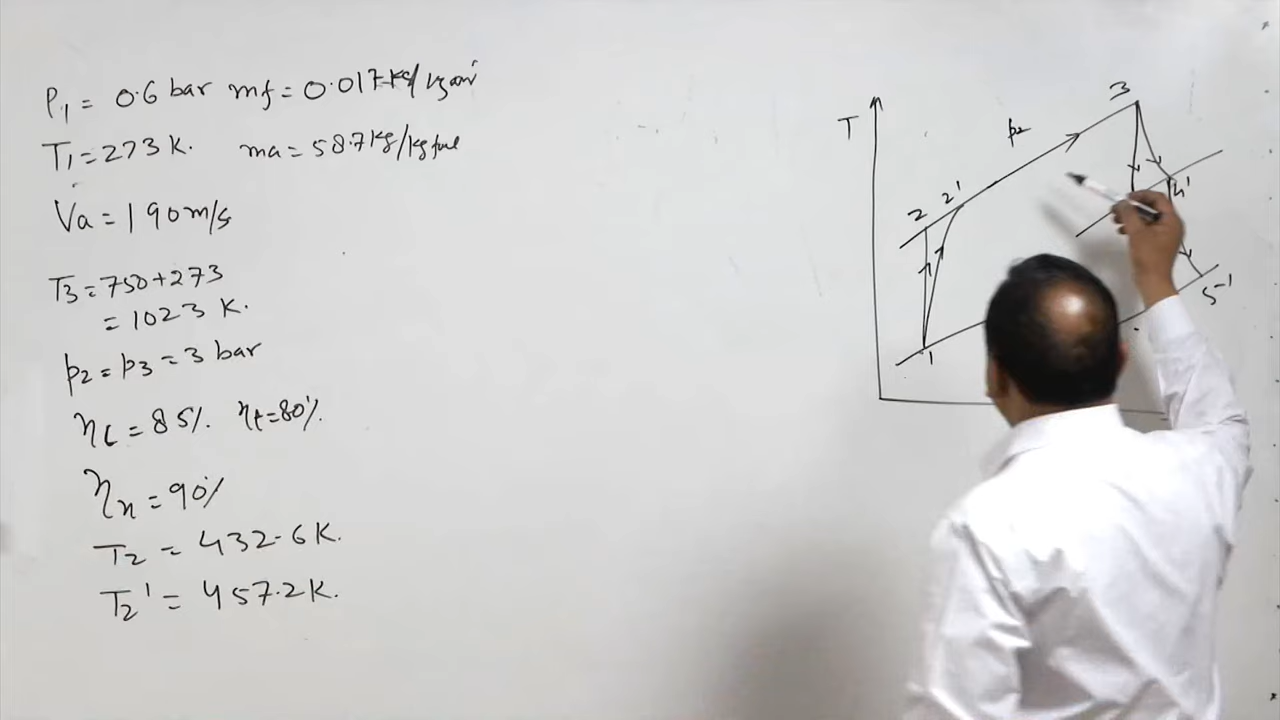 P1 = 0.6 bar mf = 0.017 kg/kg air
T1 = 273 K. ma = 58.7 kg/kg fuel
Va = 190 m/s
T3 = 750+273
= 1023 K.
p2 = p3 = 3 bar
ηc = 85%. ηt = 80%.
ηn = 90%
T2 = 432.6 K.
T2' = 457.2 K.
T
3
p2
2 2' 4'
5-1
1